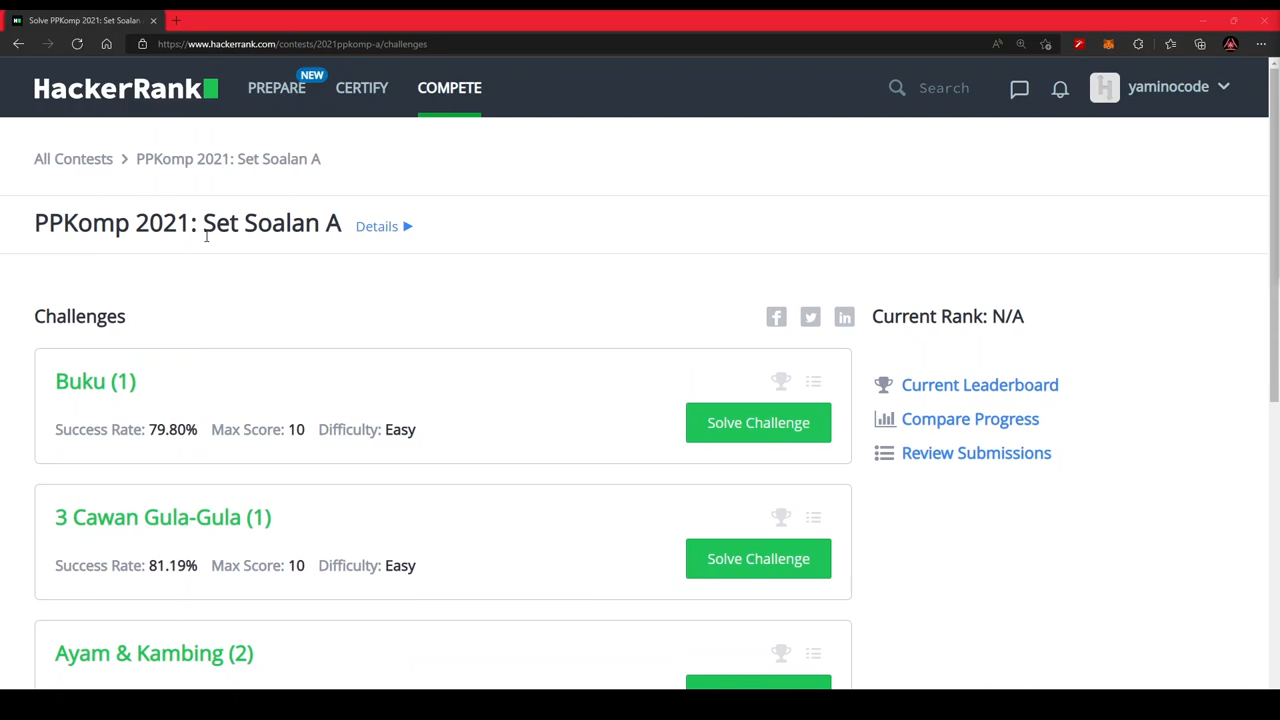 Solve PPKomp 2021: Set Soalan
https://www.hackerrank.com/contests/2021ppkomp-a/challenges
HackerRank
PREPARE
NEW
CERTIFY
COMPETE
Search
yaminocode
All Contests > PPKomp 2021: Set Soalan A
PPKomp 2021: Set Soalan A
Details
Challenges
Current Rank: N/A
Buku (1)
Success Rate: 79.80% Max Score: 10 Difficulty: Easy
Solve Challenge
Current Leaderboard
Compare Progress
Review Submissions
3 Cawan Gula-Gula (1)
Success Rate: 81.19% Max Score: 10 Difficulty: Easy
Solve Challenge
Ayam & Kambing (2)